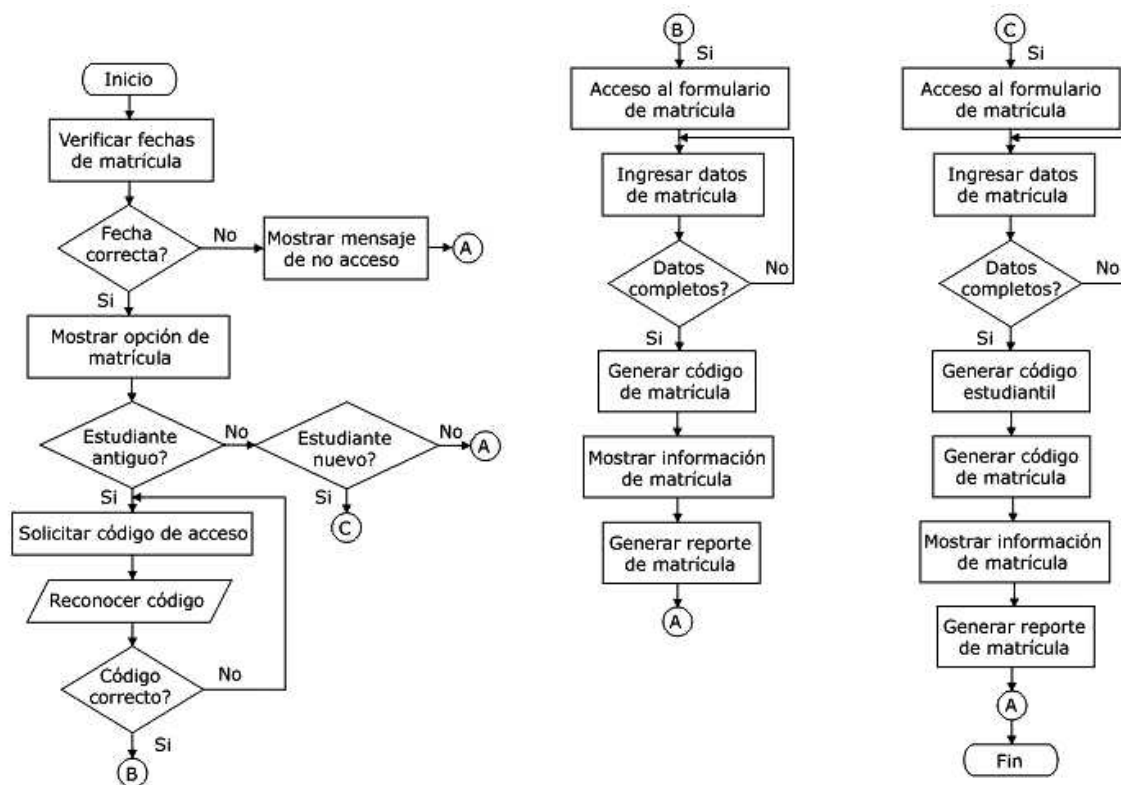 Inicio
Verificar fechas
de matrícula
Fecha
correcta?
No
Mostrar mensaje
de no acceso
A
Si
Mostrar opción de
matrícula
Estudiante
antiguo?
No
Estudiante
nuevo?
No
A
Si
Si
C
Solicitar código de acceso
Reconocer código
Código
correcto?
No
Si
B
B
Si
Acceso al formulario
de matrícula
Ingresar datos
de matrícula
Datos
completos?
No
Si
Generar código
de matrícula
Mostrar información
de matrícula
Generar reporte
de matrícula
A
C
Si
Acceso al formulario
de matrícula
Ingresar datos
de matrícula
Datos
completos?
No
Si
Generar código
estudiantil
Generar código
de matrícula
Mostrar información
de matrícula
Generar reporte
de matrícula
A
Fin